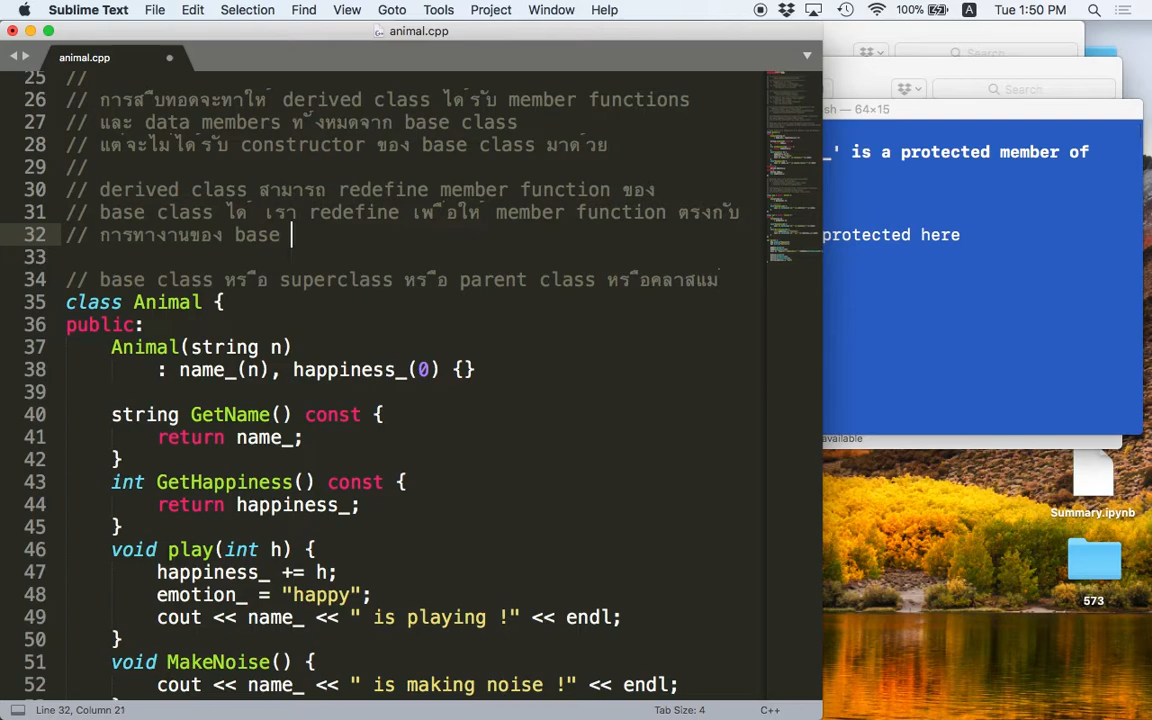 Sublime Text File Edit Selection Find View Goto Tools Project Window Help 100% A Tue 1:50 PM
animal.cpp
animal.cpp
Search
Search
sh — 64×15
25 //
26 // การสืบทอดจะทำให้ derived class ได้รับ member functions
27 // และ data members ทั้งหมดจาก base class
28 // แต่จะไม่ได้รับ constructor ของ base class มาด้วย
29 //
30 // derived class สามารถ redefine member function ของ
31 // base class ได้ เรา redefine เพื่อให้ member function ตรงกับ
32 // การทำงานของ base
33
34 // base class หรือ superclass หรือ parent class หรือคลาสแม่
35 class Animal {
36 public:
37 Animal(string n)
38 : name_(n), happiness_(0) {}
39
40 string GetName() const {
41 return name_;
42 }
43 int GetHappiness() const {
44 return happiness_;
45 }
46 void play(int h) {
47 happiness_ += h;
48 emotion_ = "happy";
49 cout << name_ << " is playing !" << endl;
50 }
51 void MakeNoise() {
52 cout << name_ << " is making noise !" << endl;
_' is a protected member of
protected here
available
Summary.ipynb
573
Line 32, Column 21 Tab Size: 4 C++